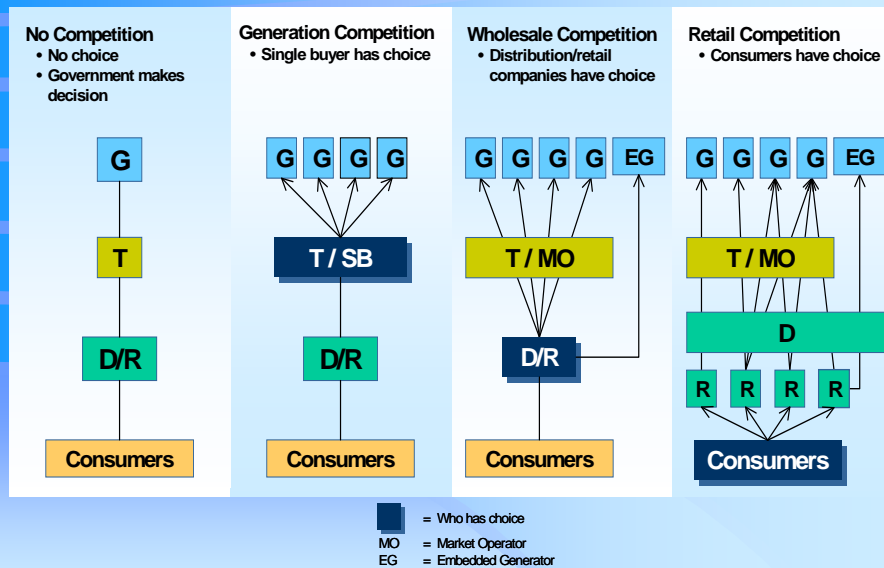 No Competition
• No choice
• Government makes
decision
G
T
D/R
Consumers
Generation Competition
• Single buyer has choice
G G G G
T / SB
D/R
Consumers
Wholesale Competition
• Distribution/retail
companies have choice
G G G G EG
T / MO
D/R
Consumers
Retail Competition
• Consumers have choice
G G G G EG
T / MO
D
R R R R
Consumers
= Who has choice
MO = Market Operator
EG = Embedded Generator